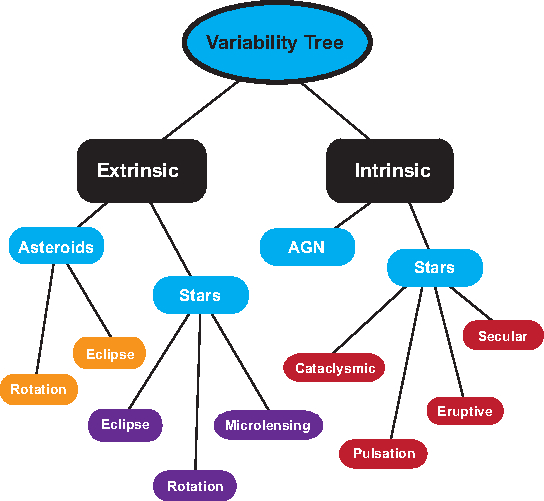 Variability Tree
Extrinsic
Intrinsic
Asteroids
AGN
Stars
Stars
Secular
Eclipse
Cataclysmic
Rotation
Eruptive
Eclipse
Microlensing
Pulsation
Rotation